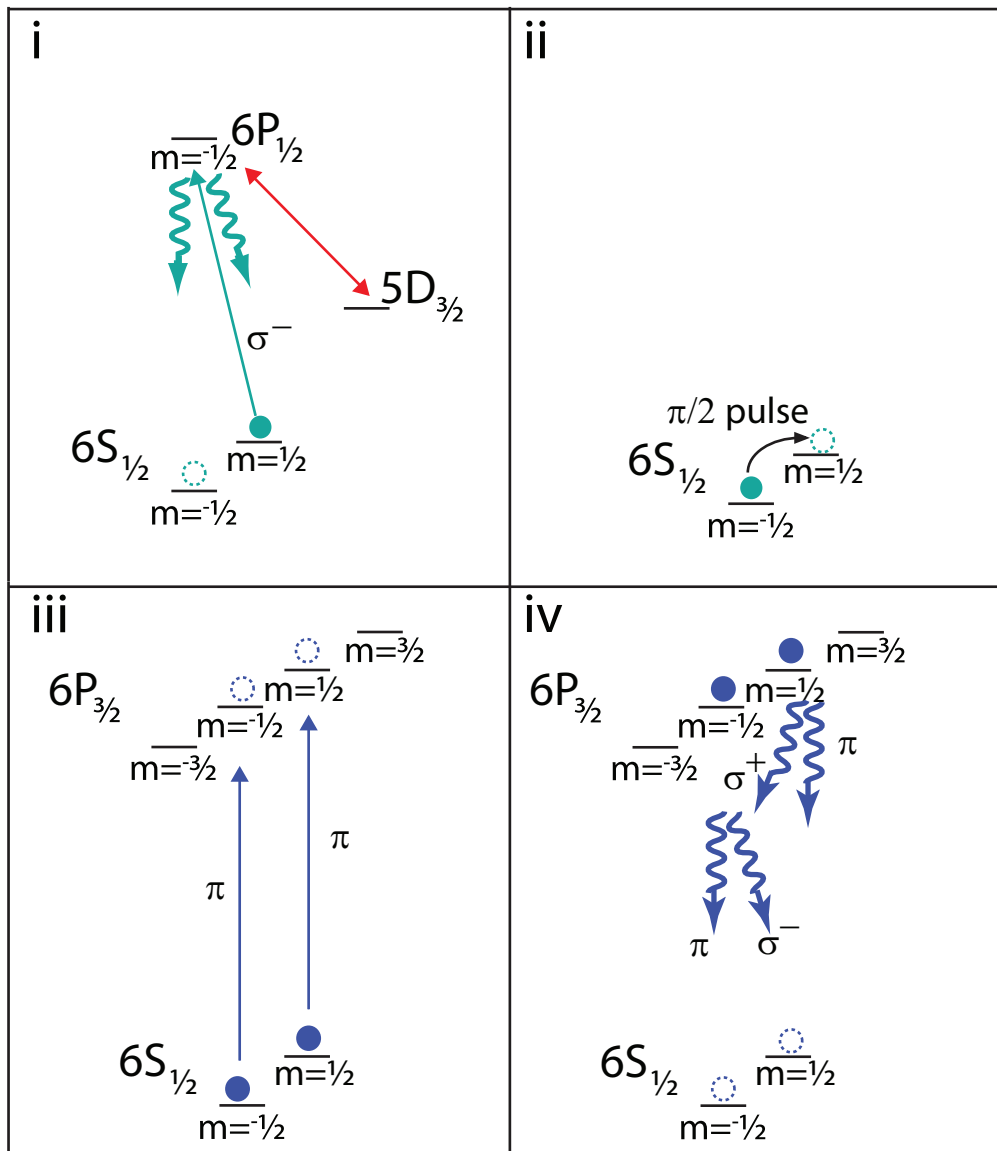 i
6P½
m=-½
5D3⁄2
σ−
6S½
m=½
m=-½
ii
π/2 pulse
6S½
m=½
m=-½
iii
m=3⁄2
6P3⁄2
m=½
m=-½
m=-3⁄2
π
π
6S½
m=½
m=-½
iv
m=3⁄2
6P3⁄2
m=½
m=-½
m=-3⁄2
π
σ+
π
σ−
6S½
m=½
m=-½